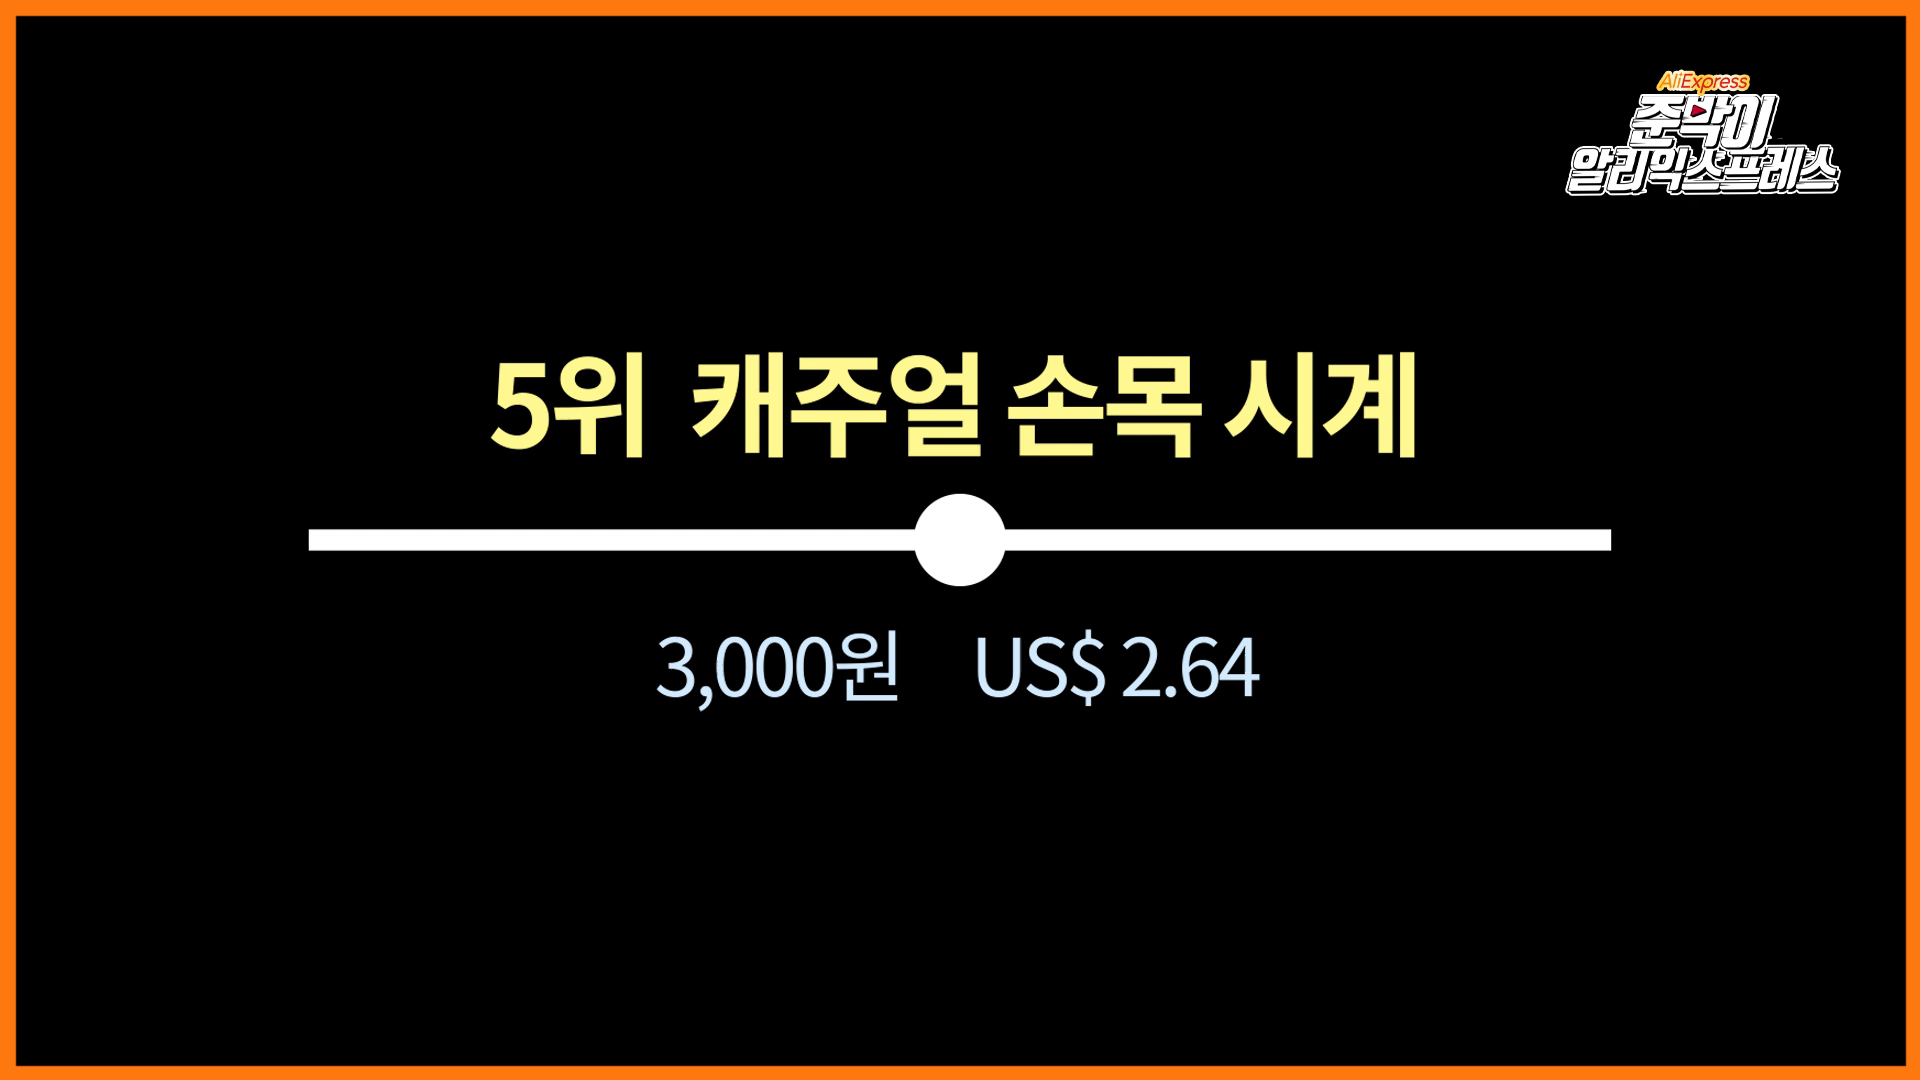 AliExpress
준박이
알리익스프레스
5위 캐주얼 손목 시계
3,000원 US$ 2.64